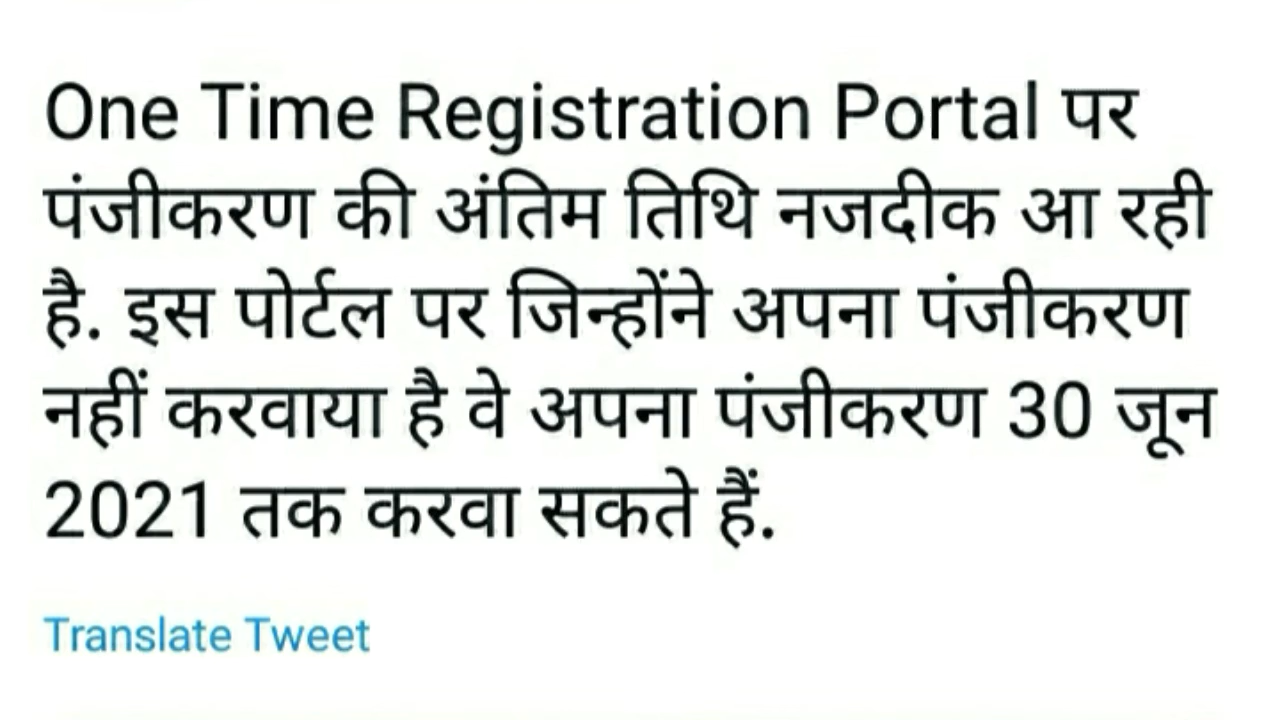 One Time Registration Portal पर
पंजीकरण की अंतिम तिथि नजदीक आ रही
है. इस पोर्टल पर जिन्होंने अपना पंजीकरण
नहीं करवाया है वे अपना पंजीकरण 30 जून
2021 तक करवा सकते हैं.
Translate Tweet